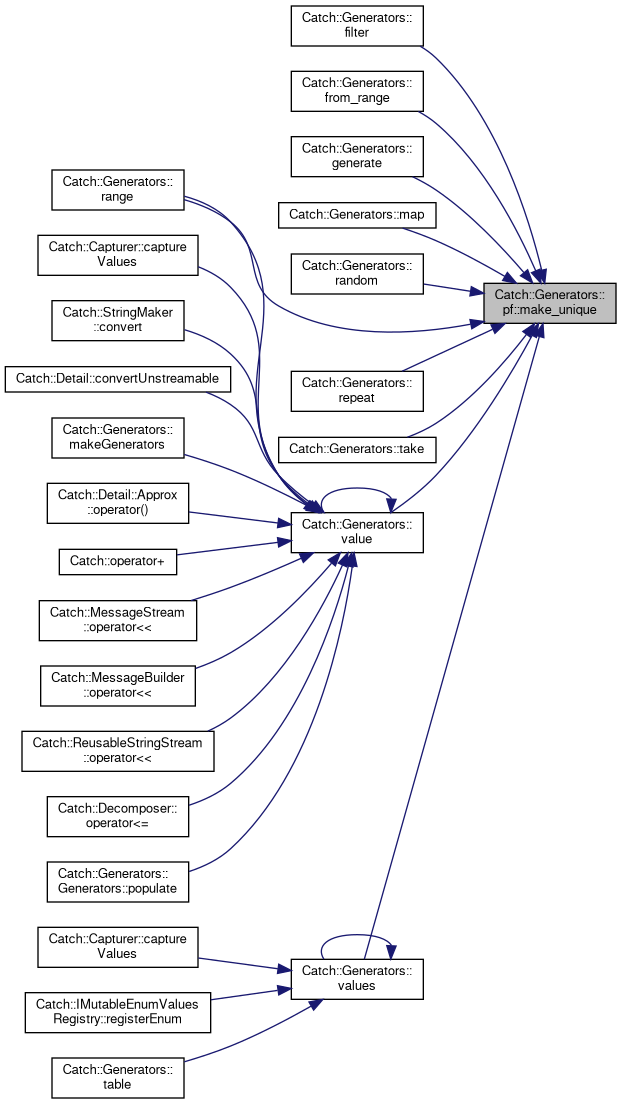 Catch::Generators::
filter
Catch::Generators::
from_range
Catch::Generators::
generate
Catch::Generators::map
Catch::Generators::
random
Catch::Generators::
pf::make_unique
Catch::Generators::
repeat
Catch::Generators::take
Catch::Generators::
range
Catch::Capturer::capture
Values
Catch::StringMaker
::convert
Catch::Detail::convertUnstreamable
Catch::Generators::
makeGenerators
Catch::Detail::Approx
::operator()
Catch::operator+
Catch::MessageStream
::operator<<
Catch::MessageBuilder
::operator<<
Catch::ReusableStringStream
::operator<<
Catch::Decomposer::
operator<=
Catch::Generators::
Generators::populate
Catch::Generators::
value
Catch::Capturer::capture
Values
Catch::IMutableEnumValues
Registry::registerEnum
Catch::Generators::
table
Catch::Generators::
values